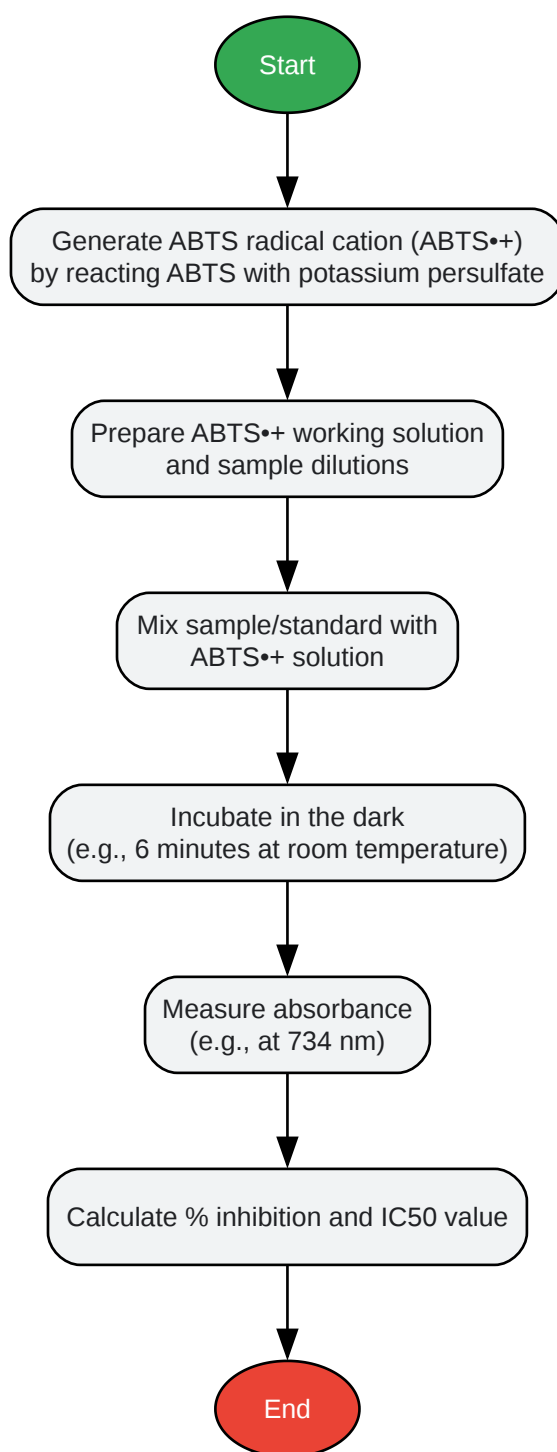 Start
Generate ABTS radical cation (ABTS•+)
by reacting ABTS with potassium persulfate
Prepare ABTS•+ working solution
and sample dilutions
Mix sample/standard with
ABTS•+ solution
Incubate in the dark
(e.g., 6 minutes at room temperature)
Measure absorbance
(e.g., at 734 nm)
Calculate % inhibition and IC50 value
End